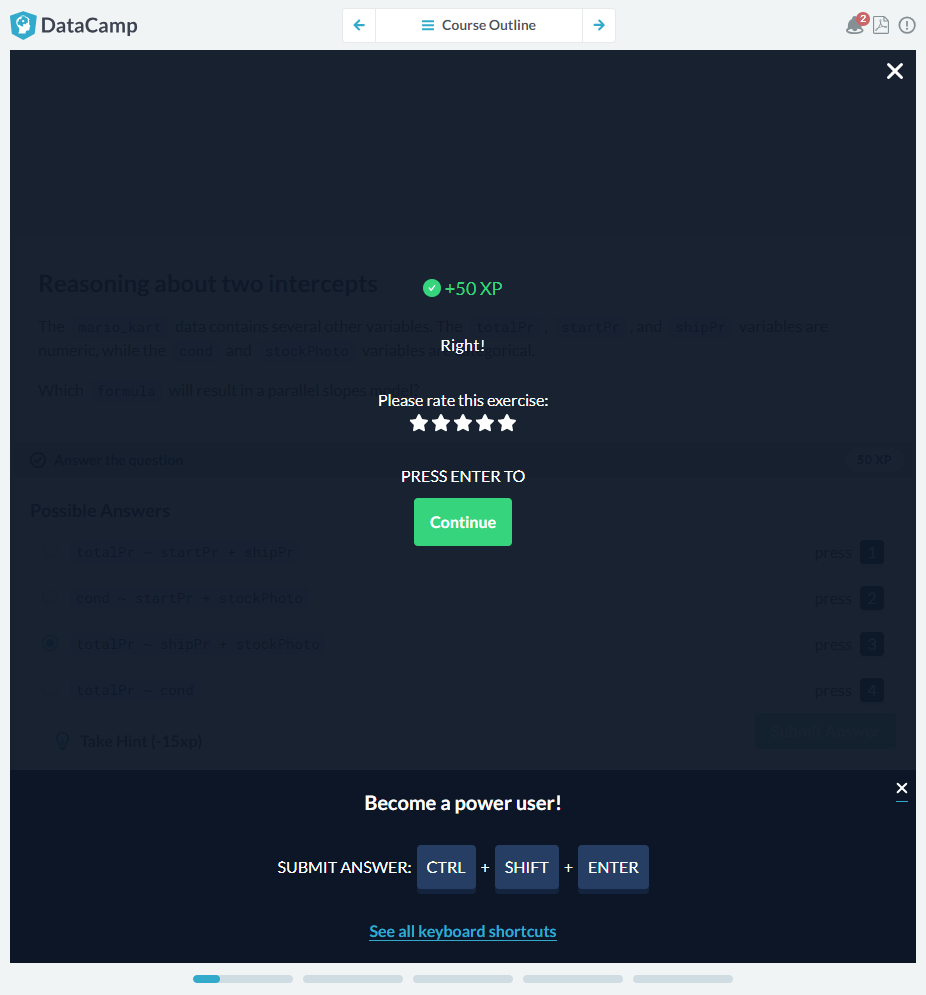 DataCamp
Course Outline
2
Reasoning about two intercepts
+50 XP
The mario_kart data contains several other variables. The totalPr, startPr, and shipPr variables are
Right!
numeric, while the cond and stockPhoto variables are categorical.
Which formula will result in a parallel slopes model?
Please rate this exercise:
Answer the question
50 XP
PRESS ENTER TO
Possible Answers
Continue
totalPr ~ startPr + shipPr
press 1
cond ~ startPr + stockPhoto
press 2
totalPr ~ shipPr + stockPhoto
press 3
totalPr ~ cond
press 4
Take Hint (-15xp)
Submit Answer
Become a power user!
SUBMIT ANSWER: CTRL + SHIFT + ENTER
See all keyboard shortcuts